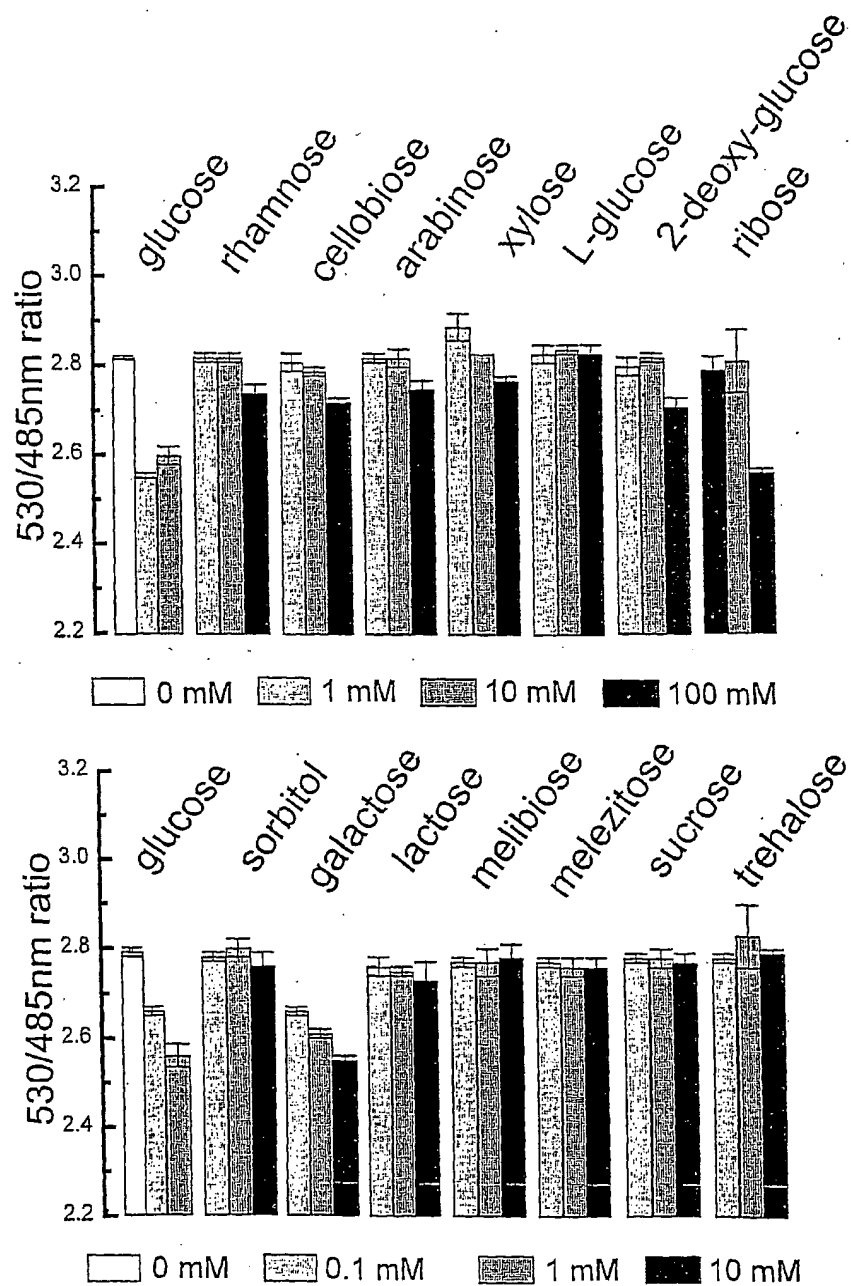 glucose
rhamnose
cellobiose
arabinose
xylose
L-glucose
2-deoxy-glucose
ribose
530/485nm ratio
3.2
3.0
2.8
2.6
2.4
2.2
0 mM 1 mM 10 mM 100 mM
glucose
sorbitol
galactose
lactose
melibiose
melezitose
sucrose
trehalose
530/485nm ratio
3.2
3.0
2.8
2.6
2.4
2.2
0 mM 0.1 mM 1 mM 10 mM